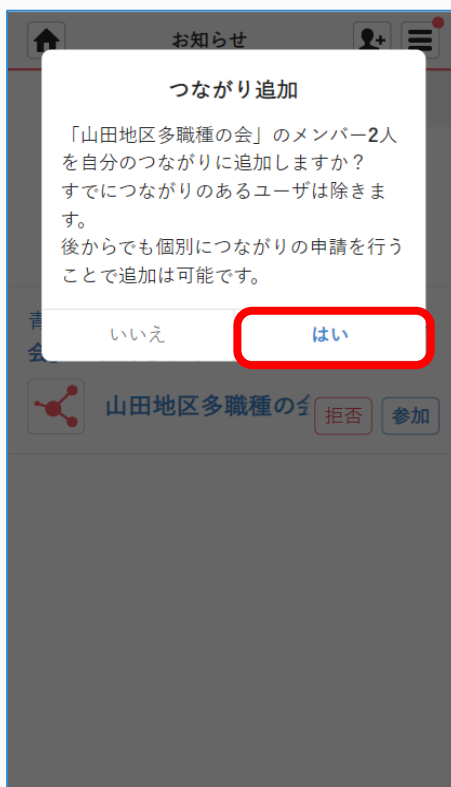 お知らせ
つながり追加
「山田地区多職種の会」のメンバー2人
を自分のつながりに追加しますか？
すでにつながりのあるユーザは除きま
す。
後からでも個別につながりの申請を行う
ことで追加は可能です。
いいえ
はい
青
会」
山田地区多職種の会
拒否
参加